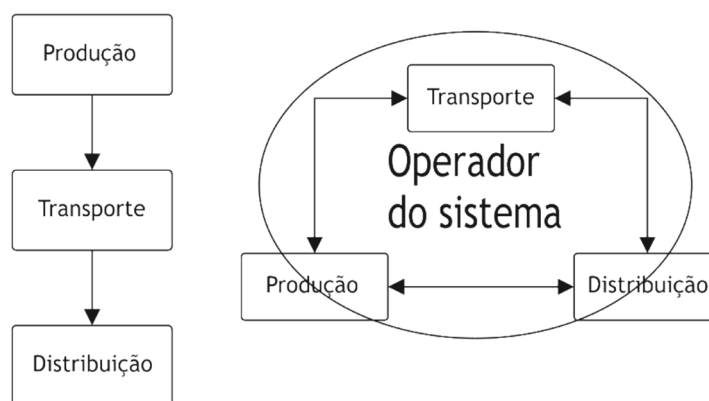 Produção
Transporte
Distribuição
Transporte
Operador
do sistema
Produção
Distribuição